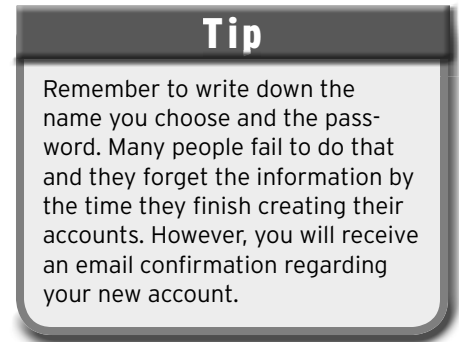 Tip
Remember to write down the
name you choose and the pass-
word. Many people fail to do that
and they forget the information by
the time they finish creating their
accounts. However, you will receive
an email confirmation regarding
your new account.